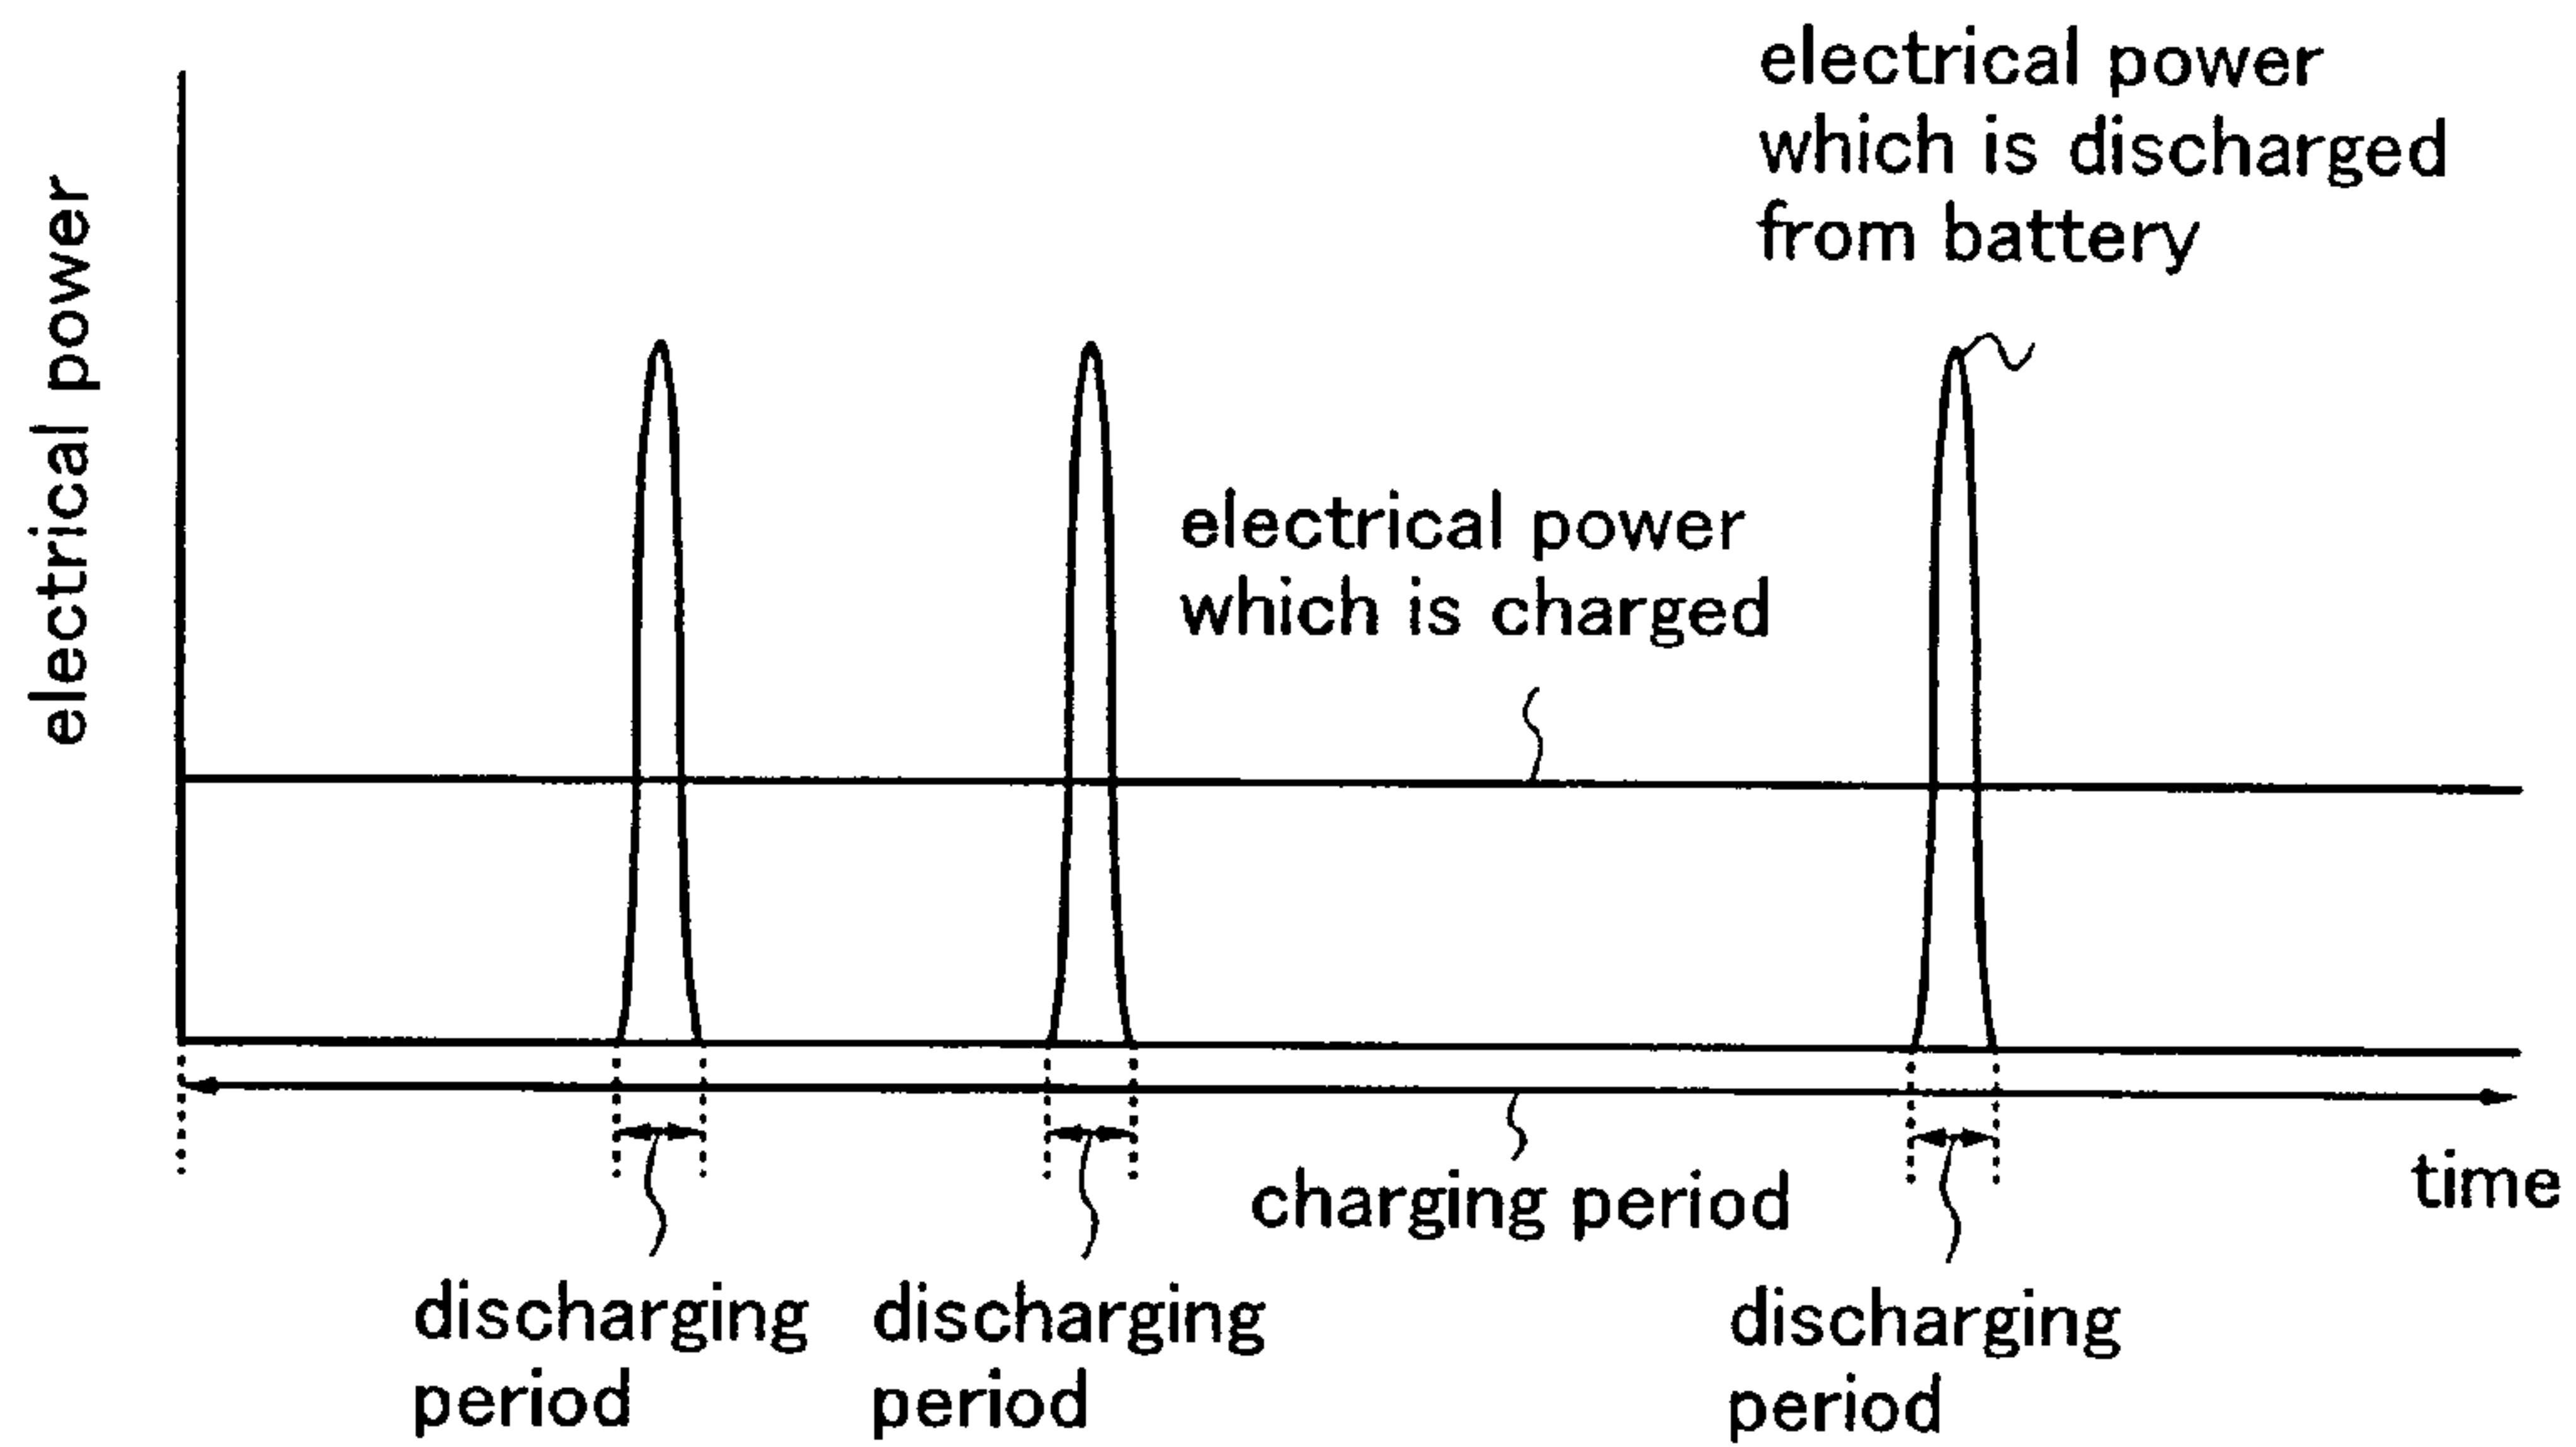 electrical power
which is discharged
from battery
electrical power
electrical power
which is charged
charging period
time
discharging
period
discharging
period
discharging
period